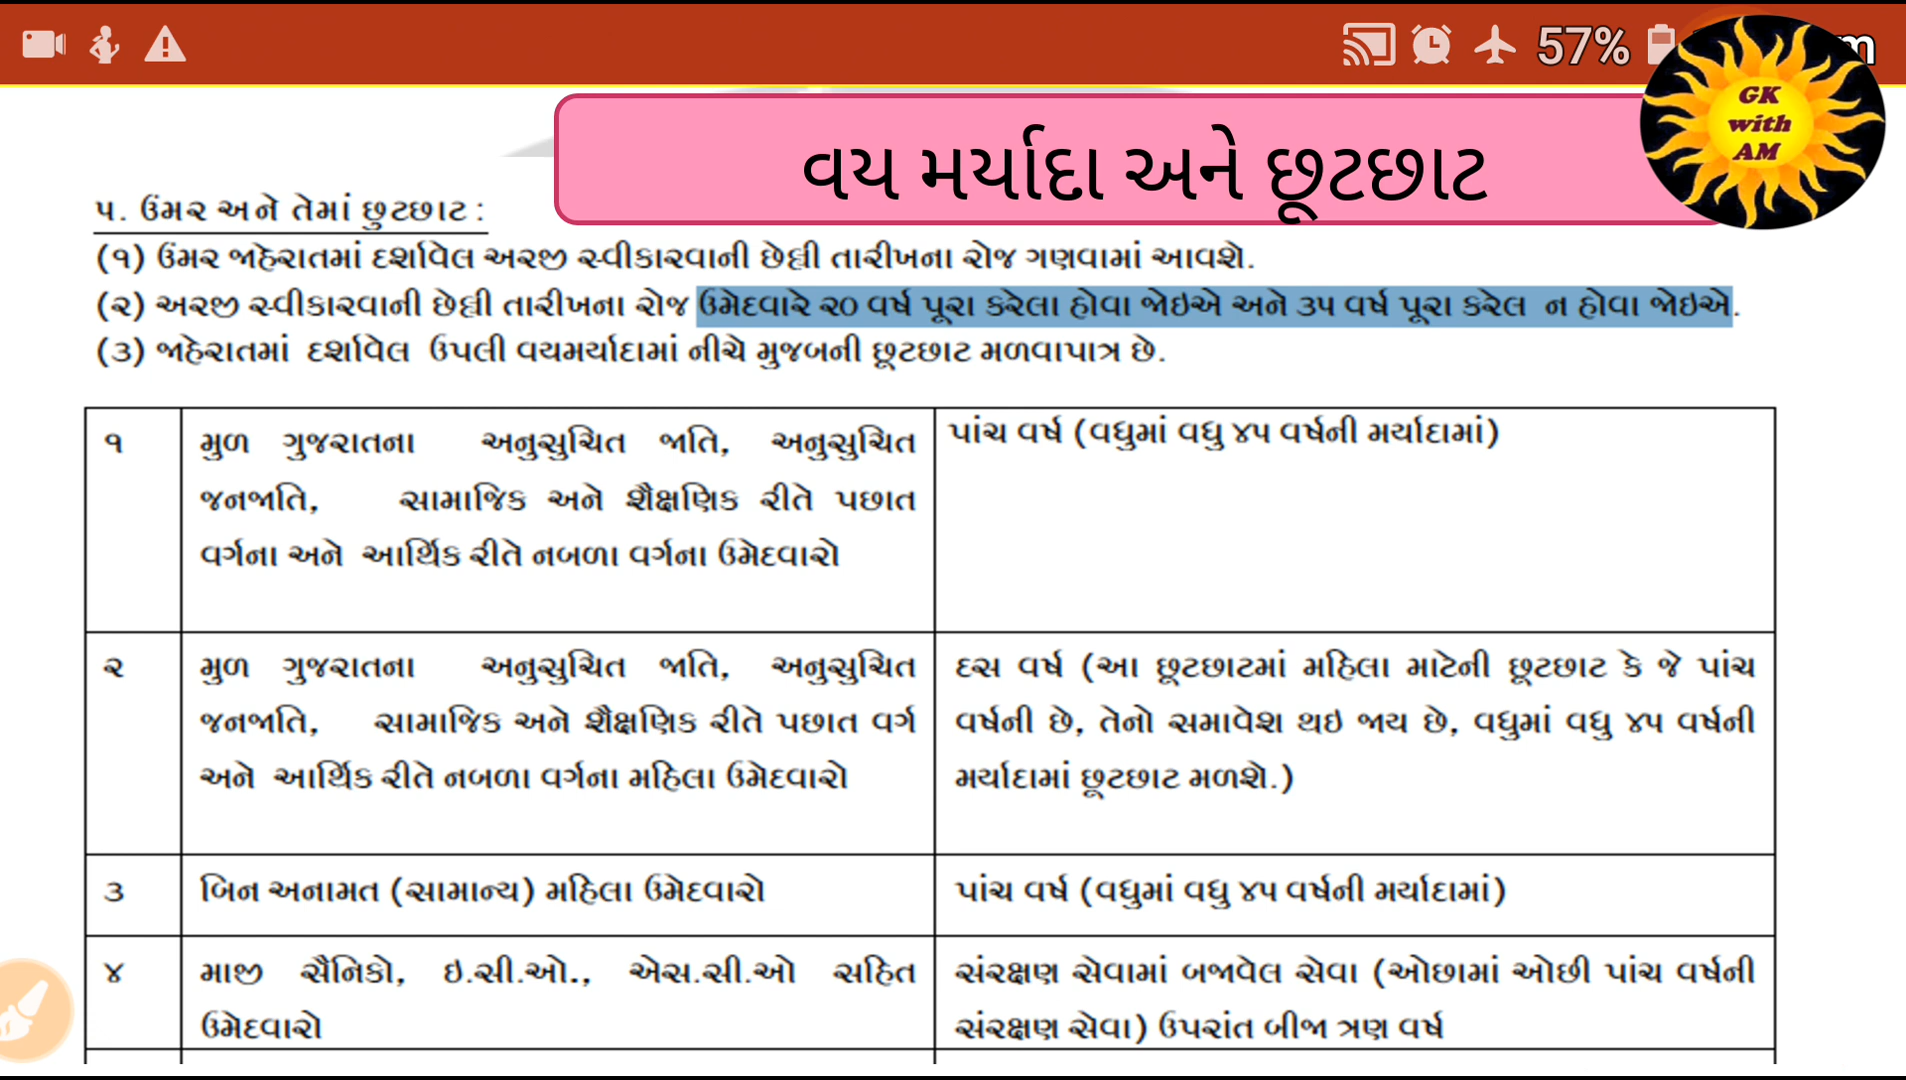 57%
m
GK
with
AM
વય મર્યાદા અને છૂટછાટ
૫. ઉંમર અને તેમાં છુટછાટ :
(૧) ઉંમર જાહેરાતમાં દર્શાવેલ અરજી સ્વીકારવાની છેલ્લી તારીખના રોજ ગણવામાં આવશે.
(૨) અરજી સ્વીકારવાની છેલ્લી તારીખના રોજ ઉમેદવારે ૨૦ વર્ષ પૂરા કરેલા હોવા જોઇએ અને ૩૫ વર્ષ પૂરા કરેલ ન હોવા જોઇએ.
(૩) જાહેરાતમાં દર્શાવેલ ઉપલી વયમર્યાદામાં નીચે મુજબની છૂટછાટ મળવાપાત્ર છે.
૧
મુળ ગુજરાતના અનુસુચિત જાતિ, અનુસુચિત
જનજાતિ, સામાજિક અને શૈક્ષણિક રીતે પછાત
વર્ગના અને આર્થિક રીતે નબળા વર્ગના ઉમેદવારો
પાંચ વર્ષ (વધુમાં વધુ ૪૫ વર્ષની મર્યાદામાં)
૨
મુળ ગુજરાતના અનુસુચિત જાતિ, અનુસુચિત
જનજાતિ, સામાજિક અને શૈક્ષણિક રીતે પછાત વર્ગ
અને આર્થિક રીતે નબળા વર્ગના મહિલા ઉમેદવારો
દસ વર્ષ (આ છૂટછાટમાં મહિલા માટેની છૂટછાટ કે જે પાંચ
વર્ષની છે, તેનો સમાવેશ થઇ જાય છે, વધુમાં વધુ ૪૫ વર્ષની
મર્યાદામાં છૂટછાટ મળશે.)
૩
બિન અનામત (સામાન્ય) મહિલા ઉમેદવારો
પાંચ વર્ષ (વધુમાં વધુ ૪૫ વર્ષની મર્યાદામાં)
૪
માજી સૈનિકો, ઇ.સી.ઓ., એસ.સી.ઓ સહિત
ઉમેદવારો
સંરક્ષણ સેવામાં બજાવેલ સેવા (ઓછામાં ઓછી પાંચ વર્ષની
સંરક્ષણ સેવા) ઉપરાંત બીજા ત્રણ વર્ષ